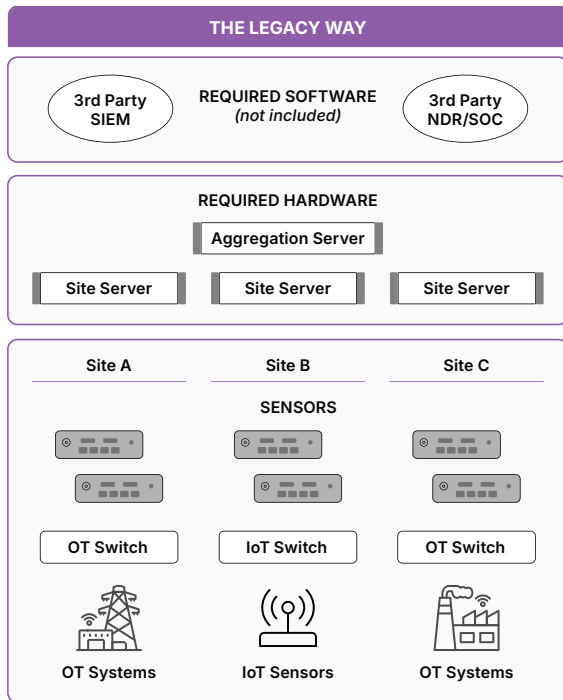 THE LEGACY WAY
3rd Party
SIEM
REQUIRED SOFTWARE
(not included)
3rd Party
NDR/SOC
REQUIRED HARDWARE
Aggregation Server
Site Server
Site Server
Site Server
Site A
Site B
Site C
SENSORS
OT Switch
IoT Switch
OT Switch
OT Systems
IoT Sensors
OT Systems